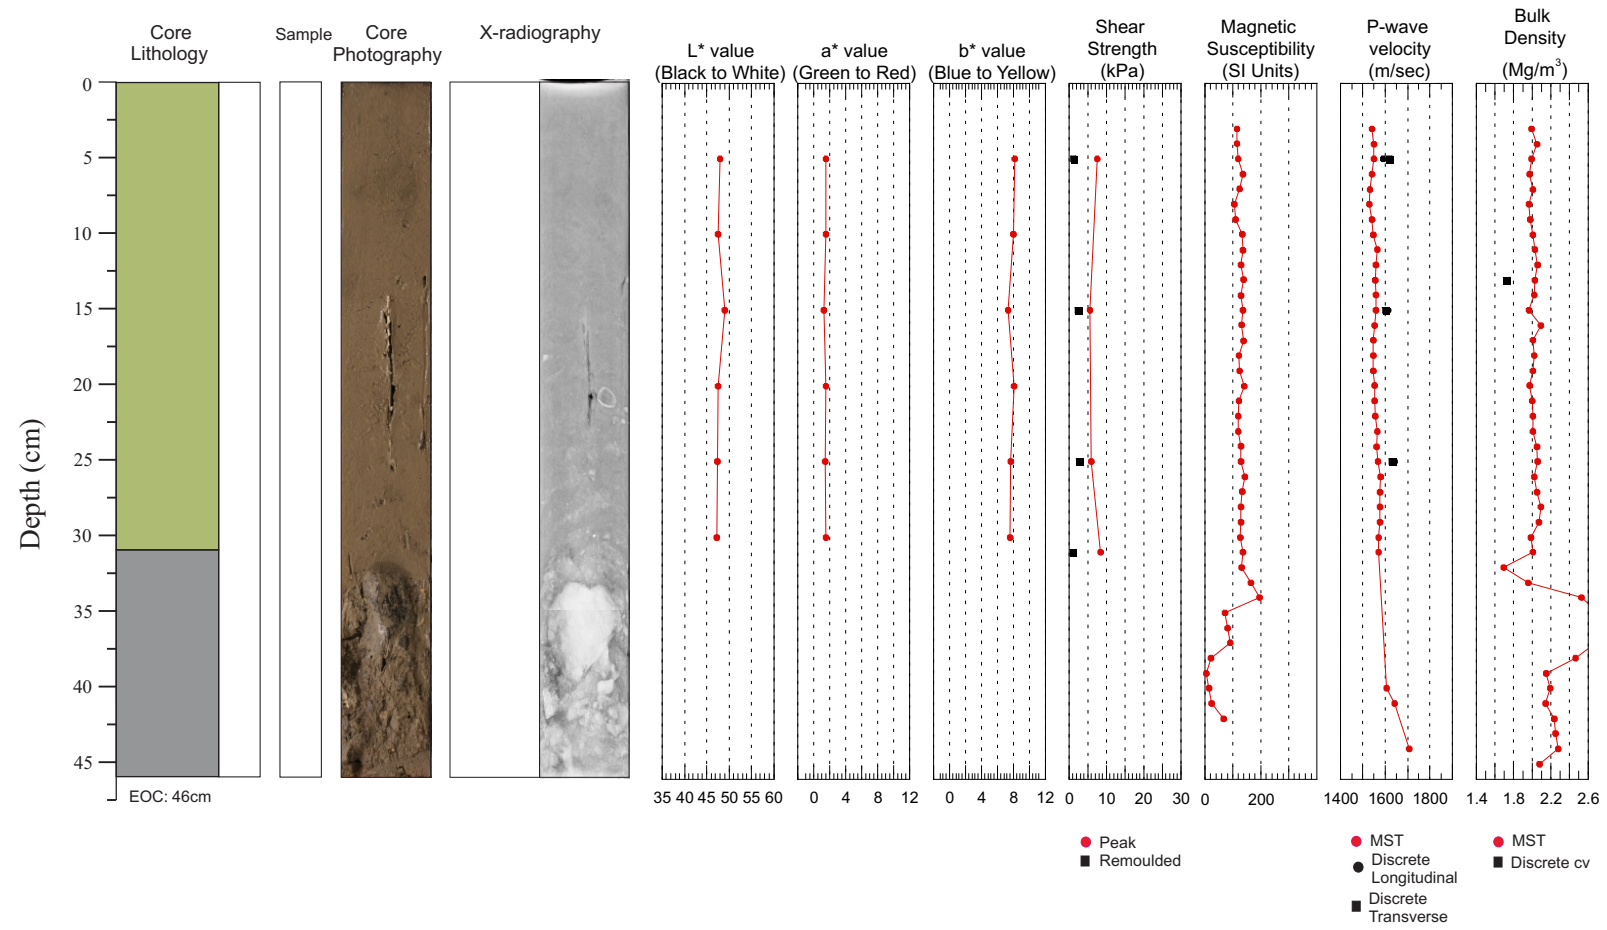 Core
Lithology
Sample
Core
Photography
X-radiography
L* value
(Black to White)
a* value
(Green to Red)
b* value
(Blue to Yellow)
Shear
Strength
(kPa)
Magnetic
Susceptibility
(SI Units)
P-wave
velocity
(m/sec)
Bulk
Density
(Mg/m³)
Depth (cm)
0
5
10
15
20
25
30
35
40
45
EOC: 46cm
35 40 45 50 55 60
0 4 8 12
0 4 8 12
0 10 20 30
0 200
1400 1600 1800
1.4 1.8 2.2 2.6
Peak
Remoulded
MST
Discrete
Longitudinal
Discrete
Transverse
MST
Discrete cv